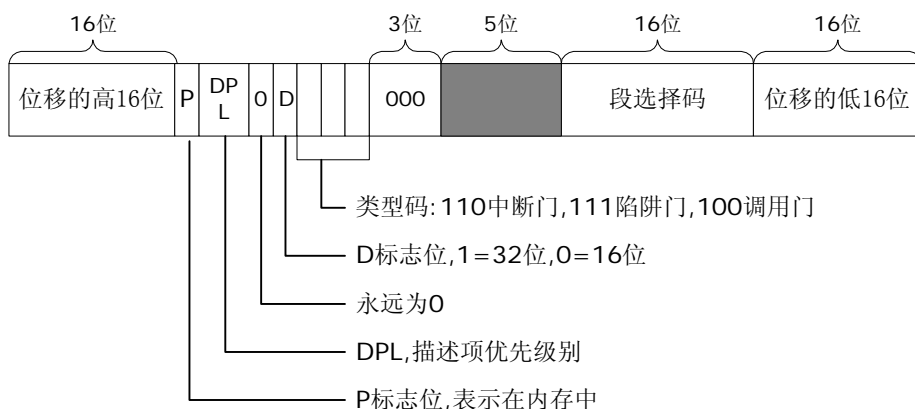 16位 3位 5位 16位 16位
位移的高16位 P DP L 0 D 000 段选择码 位移的低16位
类型码:110中断门,111陷阱门,100调用门
D标志位,1=32位,0=16位
永远为0
DPL,描述项优先级别
P标志位,表示在内存中